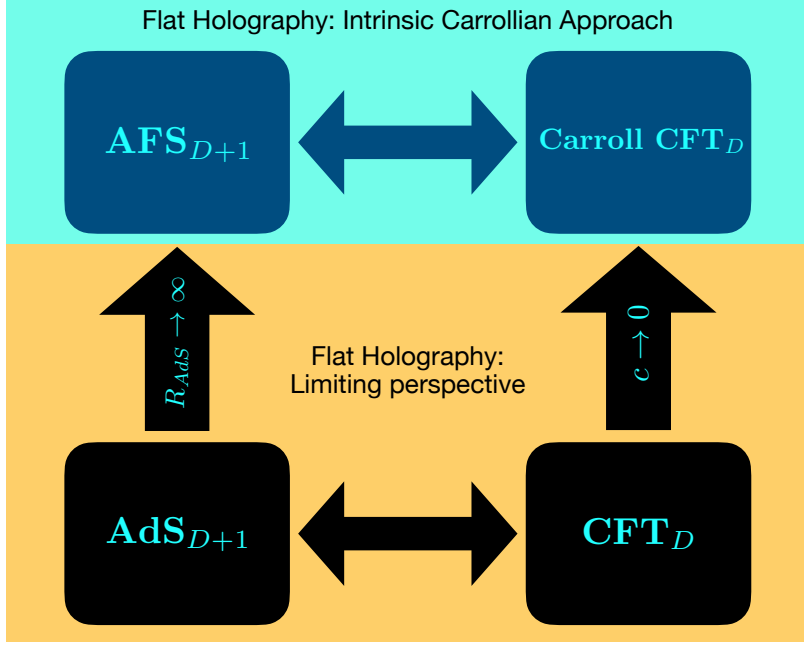 Flat Holography: Intrinsic Carrollian Approach
AFS_{D+1}
Carroll CFT_D
R_{AdS} → ∞
c → 0
Flat Holography:
Limiting perspective
AdS_{D+1}
CFT_D